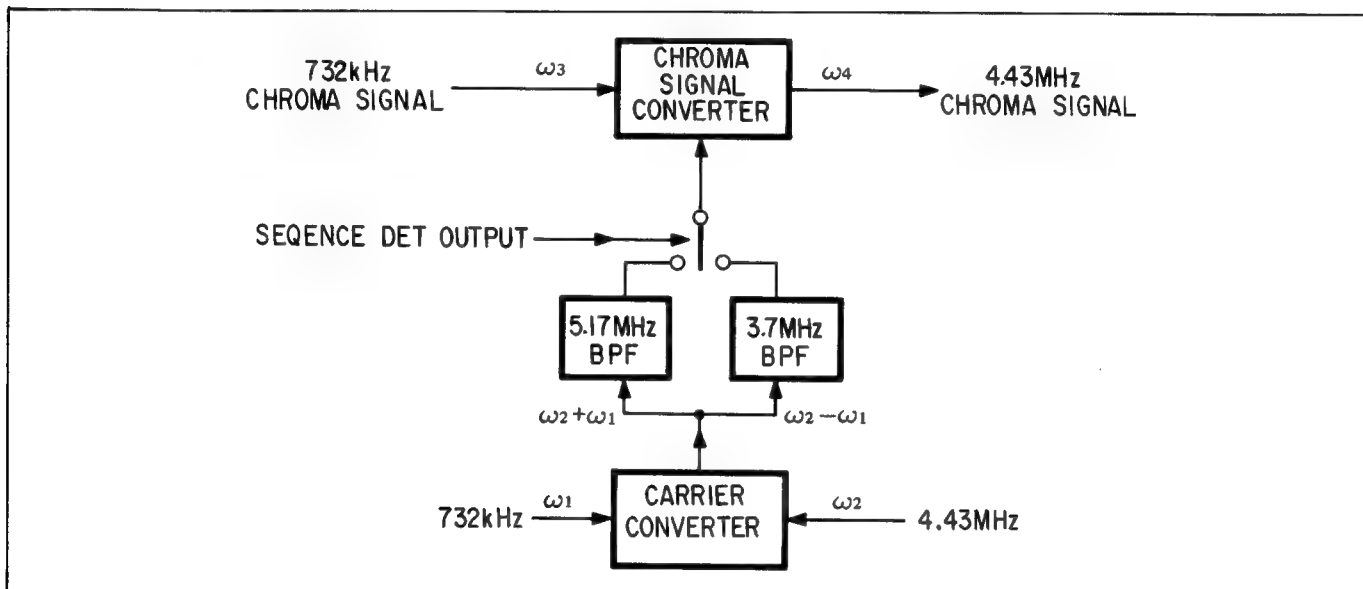 732kHz
CHROMA SIGNAL
ω3
CHROMA
SIGNAL
CONVERTER
ω4
4.43MHz
CHROMA SIGNAL
SEQENCE DET OUTPUT
5.17MHz
BPF
3.7MHz
BPF
ω2+ω1
ω2−ω1
732kHz
ω1
CARRIER
CONVERTER
ω2
4.43MHz